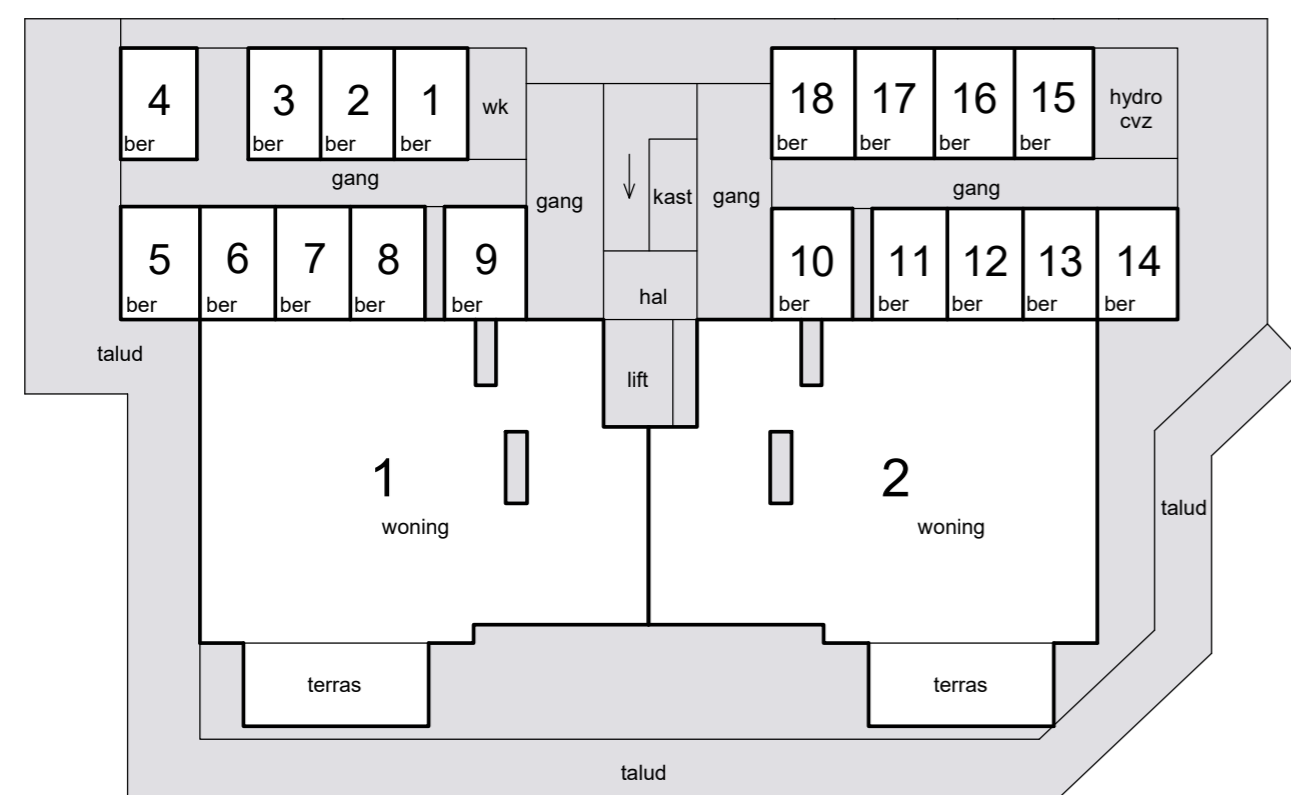 4
ber
3
ber
2
ber
1
ber
wk
18
ber
17
ber
16
ber
15
ber
hydro
cvz
gang
gang
kast
gang
gang
5
ber
6
ber
7
ber
8
ber
9
ber
hal
10
ber
11
ber
12
ber
13
ber
14
ber
talud
lift
1
woning
2
woning
talud
terras
terras
talud